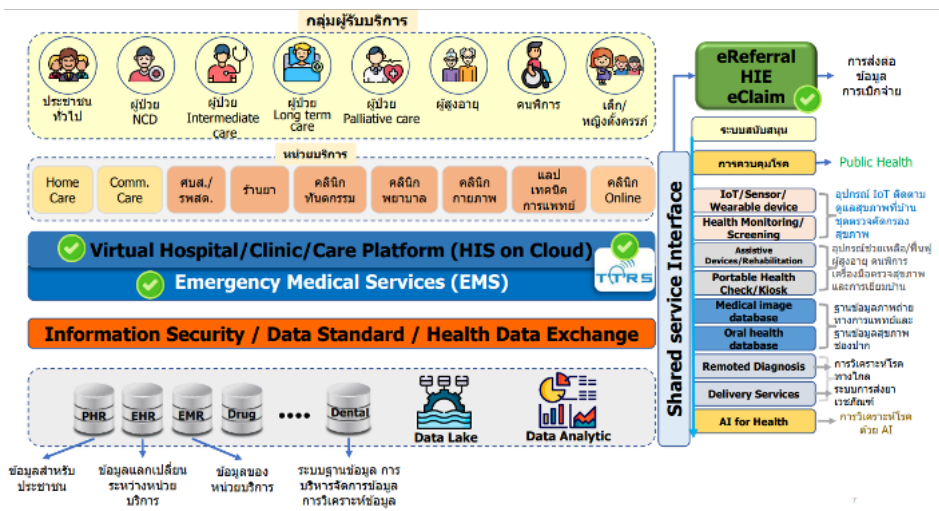 กลุ่มผู้รับบริการ
ประชาชน
ทั่วไป
ผู้ป่วย
NCD
ผู้ป่วย
Intermediate
care
ผู้ป่วย
Long term
care
ผู้ป่วย
Palliative care
ผู้สูงอายุ
คนพิการ
เด็ก/
หญิงตั้งครรภ์
หน่วยบริการ
Home
Care
Comm.
Care
ศบส./
รพสต.
ร้านยา
คลินิก
ทันตกรรม
คลินิก
พยาบาล
คลินิก
กายภาพ
แลป
เทคนิค
การแพทย์
คลินิก
Online
Virtual Hospital/Clinic/Care Platform (HIS on Cloud)
Emergency Medical Services (EMS)
TTRS
Information Security / Data Standard / Health Data Exchange
PHR
EHR
EMR
Drug
••••
Dental
Data Lake
Data Analytic
ข้อมูลสำหรับ
ประชาชน
ข้อมูลแลกเปลี่ยน
ระหว่างหน่วย
บริการ
ข้อมูลของ
หน่วยบริการ
ระบบฐานข้อมูล การ
บริหารจัดการข้อมูล
การวิเคราะห์ข้อมูล
Shared service Interface
eReferral
HIE
eClaim
การส่งต่อ
ข้อมูล
การเบิกจ่าย
ระบบสนับสนุน
การควบคุมโรค
Public Health
IoT/Sensor/
Wearable device
Health Monitoring/
Screening
อุปกรณ์ IoT ติดตาม
ดูแลสุขภาพที่บ้าน
ชุดตรวจคัดกรอง
สุขภาพ
Assistive
Devices/Rehabilitation
Portable Health
Check/Kiosk
อุปกรณ์ช่วยเหลือ/ฟื้นฟู
ผู้สูงอายุ คนพิการ
เครื่องมือตรวจสุขภาพ
และการเยี่ยมบ้าน
Medical image
database
Oral health
database
ฐานข้อมูลภาพถ่าย
ทางการแพทย์และ
ฐานข้อมูลสุขภาพ
ช่องปาก
Remoted Diagnosis
การวิเคราะห์โรค
ทางไกล
Delivery Services
ระบบการส่งยา
เวชภัณฑ์
AI for Health
การวิเคราะห์โรค
ด้วย AI